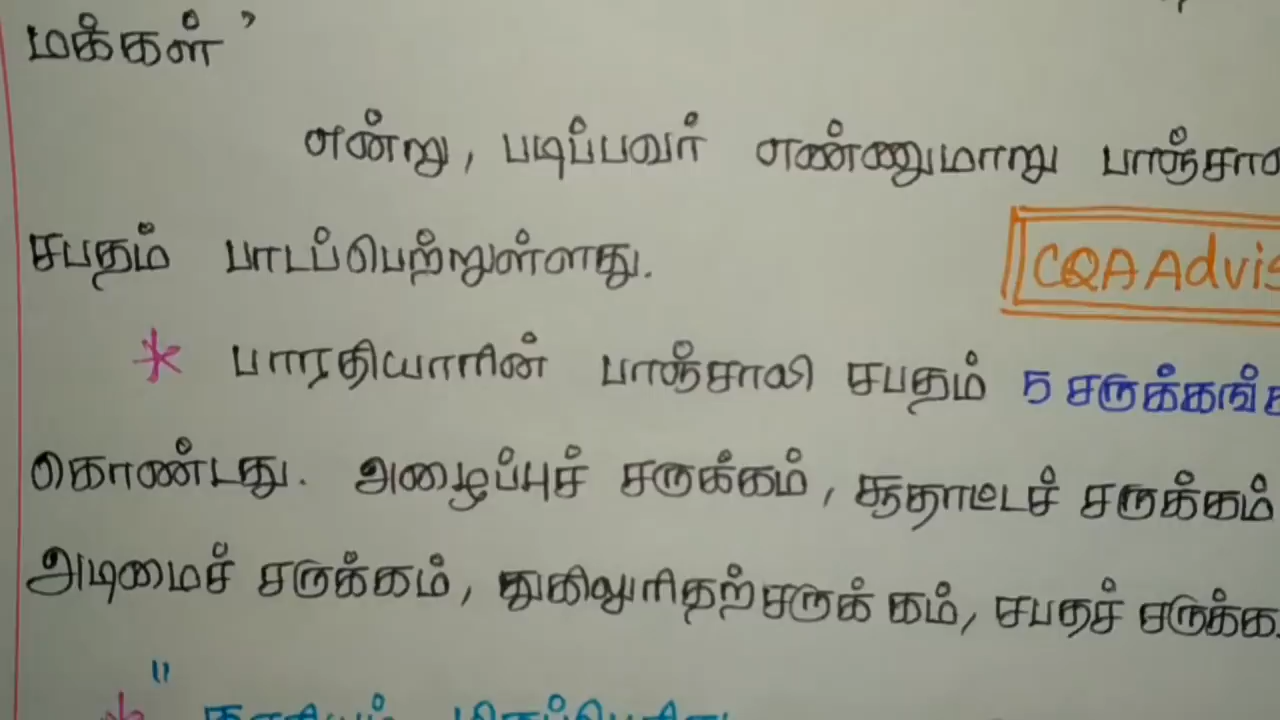 மக்கள்’
என்று, படிப்பவர் எண்ணுமாறு பாஞ்சா
சபதம் பாடப்பெற்றுள்ளது.
CQA Advis
* பாரதியாரின் பாஞ்சாலி சபதம் 5 சருக்கங்க
கொண்டது. அழைப்புச் சருக்கம், சூதாட்டச் சருக்கம்
அடிமைச் சருக்கம், துகிலுரிதற்சருக்கம், சபதச் சருக்க